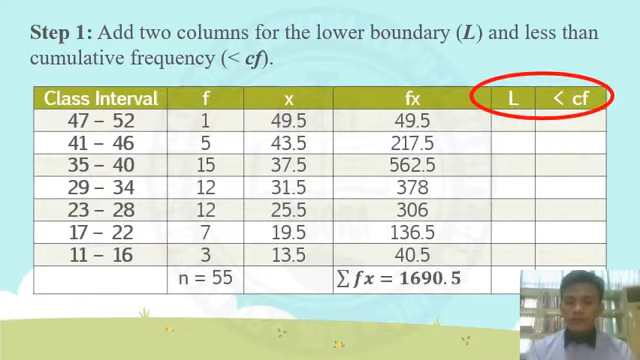 Step 1: Add two columns for the lower boundary (L) and less than
cumulative frequency (< cf).
Class Interval f x fx L < cf
47 – 52 1 49.5 49.5
41 – 46 5 43.5 217.5
35 – 40 15 37.5 562.5
29 – 34 12 31.5 378
23 – 28 12 25.5 306
17 – 22 7 19.5 136.5
11 – 16 3 13.5 40.5
n = 55 ∑fx = 1690.5